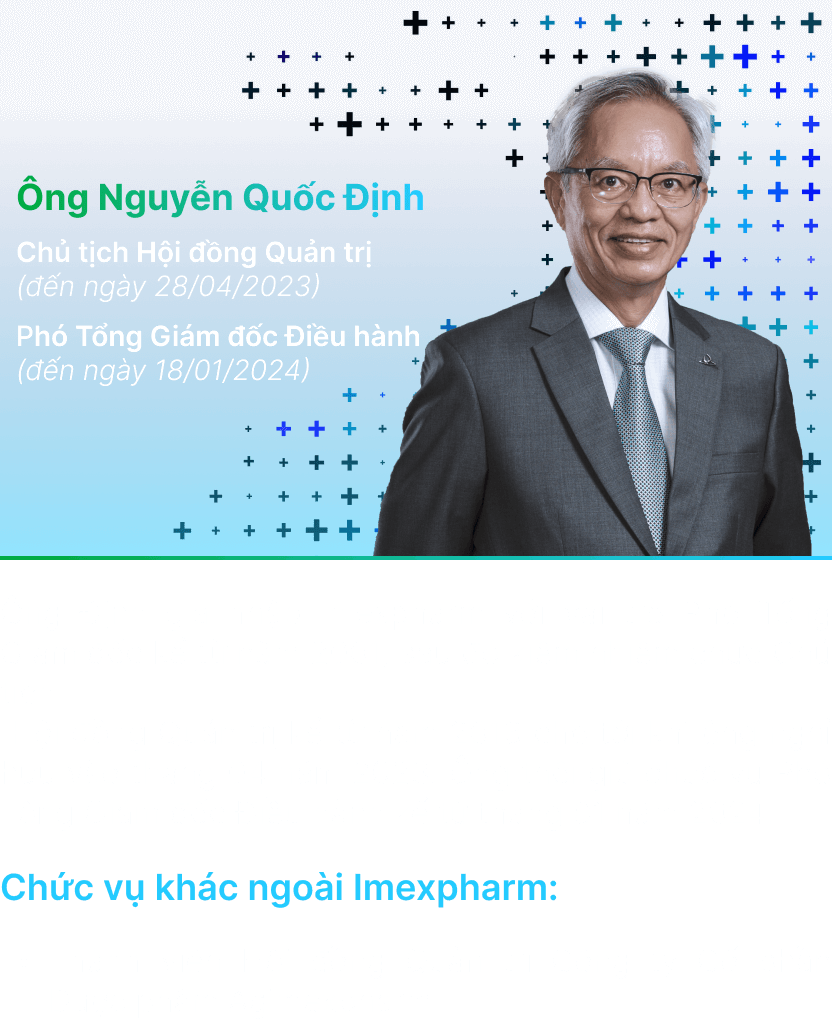 Ông Nguyễn Quốc Định
Chủ tịch Hội đồng Quản trị
(đến ngày 28/04/2023)
Phó Tổng Giám đốc Điều hành
(đến ngày 18/01/2024)
Chức vụ khác ngoài Imexpharm: